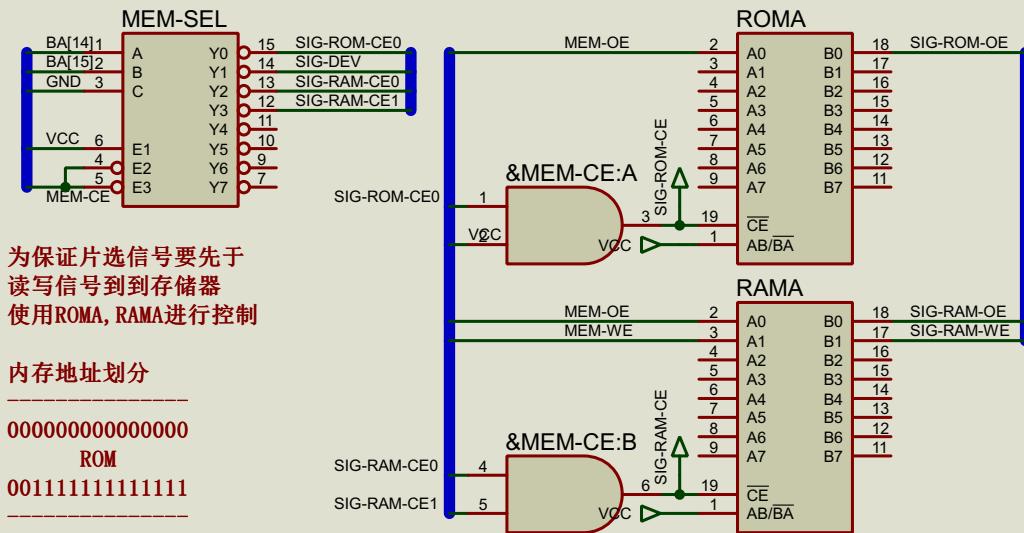 MEM-SEL
BA[14] 1 A Y0 15 SIG-ROM-CE0
BA[15] 2 B Y1 14 SIG-DEV
GND 3 C Y2 13 SIG-RAM-CE0
Y3 12 SIG-RAM-CE1
Y4 11
VCC 6 E1 Y5 10
4 E2 Y6 9
5 E3 Y7 7
MEM-CE
为保证片选信号要先于
读写信号到到存储器
使用ROMA,RAMA进行控制
内存地址划分
---------------
000000000000000
ROM
001111111111111
---------------
ROMA
MEM-OE 2 A0 B0 18 SIG-ROM-OE
3 A1 B1 17
4 A2 B2 16
5 A3 B3 15
6 A4 B4 14
7 A5 B5 13
8 A6 B6 12
9 A7 B7 11
19 CE
VCC 1 AB/BA
&MEM-CE:A
SIG-ROM-CE
SIG-ROM-CE0 1
VCC 2
3
RAMA
MEM-OE 2 A0 B0 18 SIG-RAM-OE
MEM-WE 3 A1 B1 17 SIG-RAM-WE
4 A2 B2 16
5 A3 B3 15
6 A4 B4 14
7 A5 B5 13
8 A6 B6 12
9 A7 B7 11
19 CE
VCC 1 AB/BA
&MEM-CE:B
SIG-RAM-CE
SIG-RAM-CE0 4
SIG-RAM-CE1 5
6